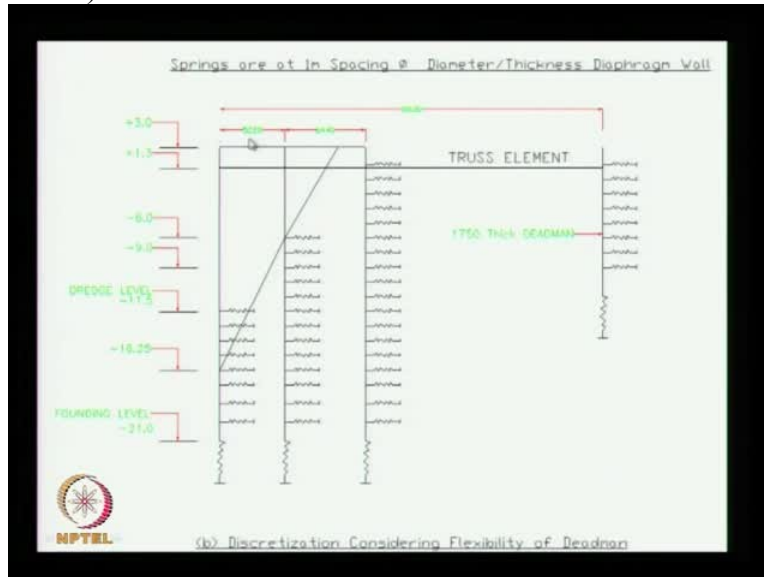 Springs are at 1m Spacing @ Diameter/Thickness Diaphragm Wall
+3.0
+1.5
TRUSS ELEMENT
-6.0
1750 Thick DEADMAN
-9.0
DREDGE LEVEL
-11.5
-16.25
FOUNDING LEVEL
-21.0
NPTEL
(b) Discretization Considering Flexibility of Deadman